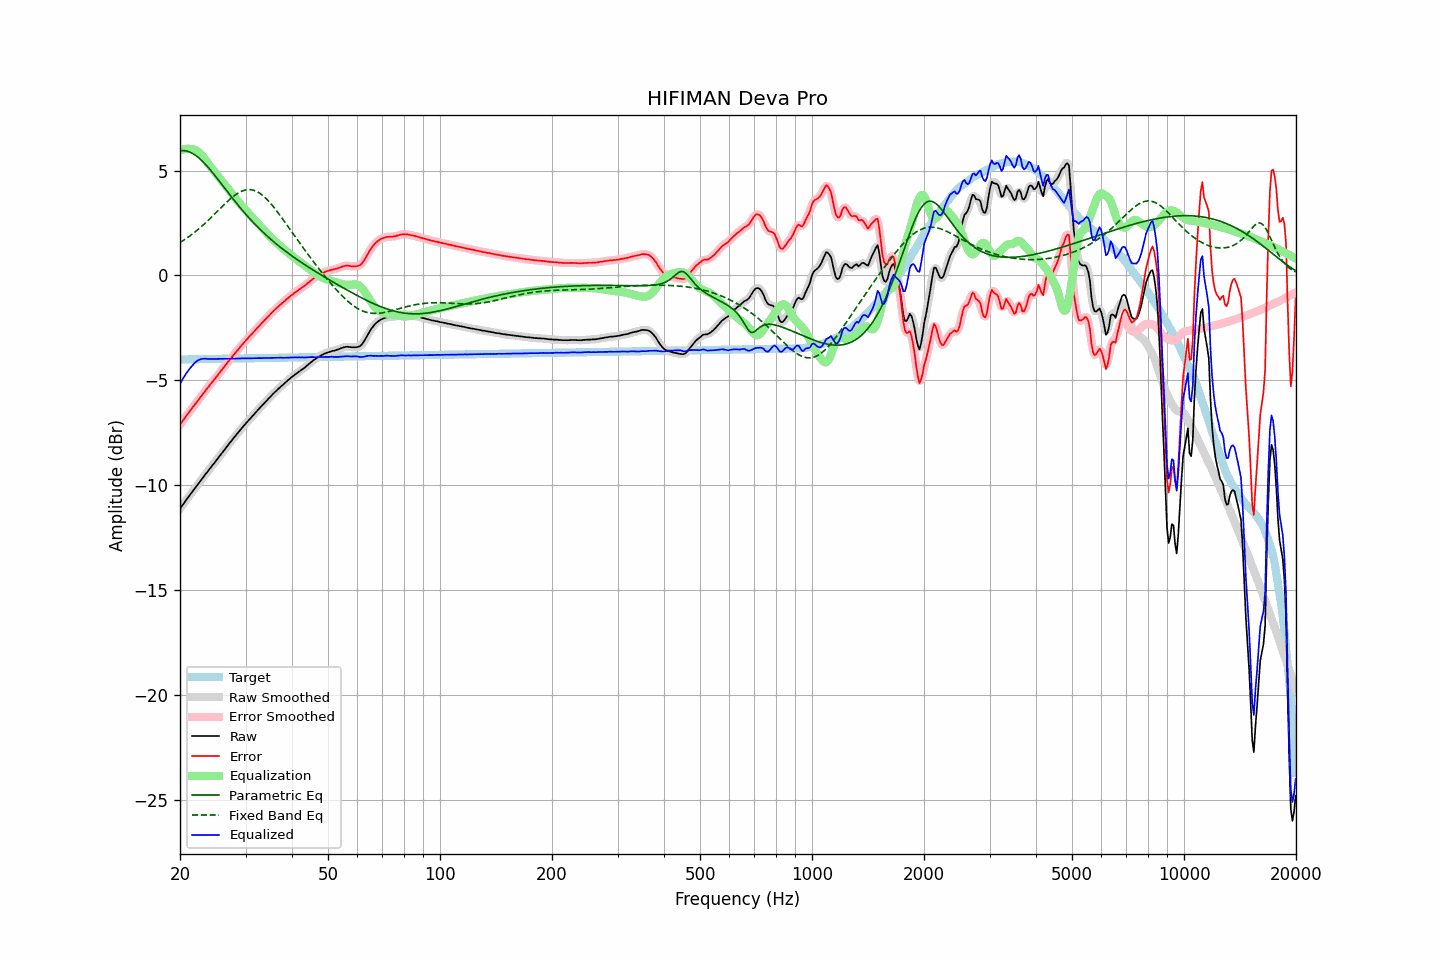 HIFIMAN Deva Pro
Amplitude (dBr)
5
0
−5
−10
−15
−20
−25
Target
Raw Smoothed
Error Smoothed
Raw
Error
Equalization
Parametric Eq
Fixed Band Eq
Equalized
20 50 100 200 500 1000 2000 5000 10000 20000
Frequency (Hz)